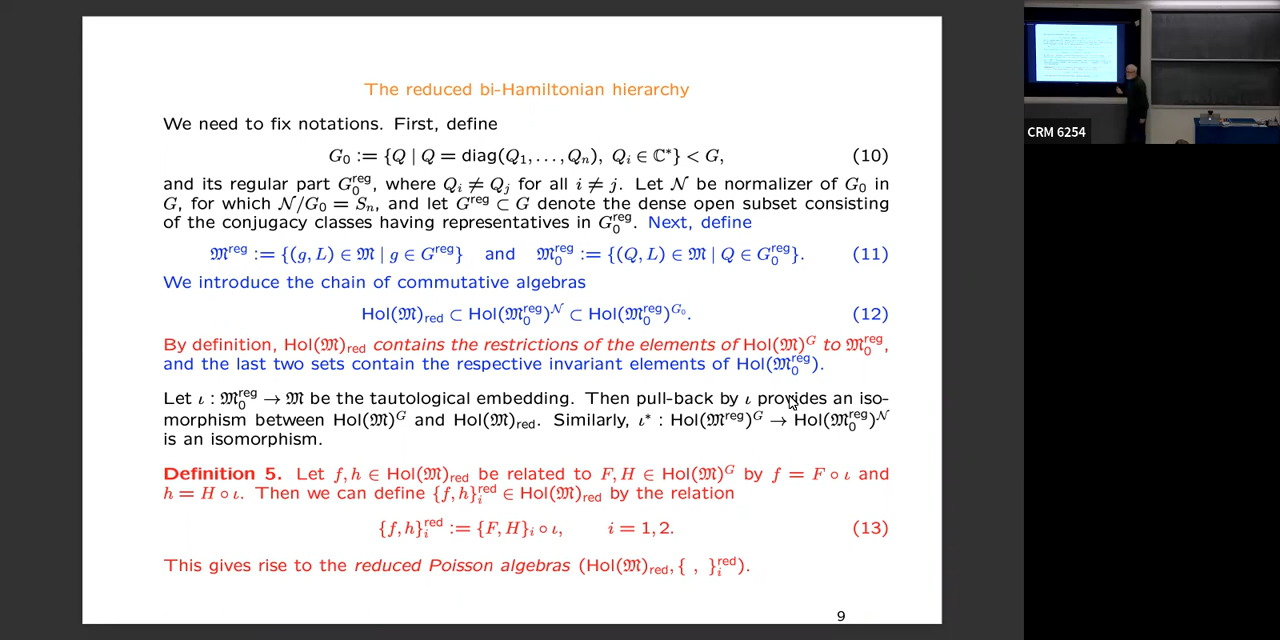 The reduced bi-Hamiltonian hierarchy
We need to fix notations. First, define
G₀ := {Q | Q = diag(Q₁, . . . , Qₙ), Qᵢ ∈ ℂ*} < G, (10)
and its regular part G₀^reg, where Qᵢ ≠ Qⱼ for all i ≠ j. Let 𝒩 be normalizer of G₀ in
G, for which 𝒩/G₀ = Sₙ, and let G^reg ⊂ G denote the dense open subset consisting
of the conjugacy classes having representatives in G₀^reg. Next, define
𝔐^reg := {(g, L) ∈ 𝔐 | g ∈ G^reg} and 𝔐₀^reg := {(Q, L) ∈ 𝔐 | Q ∈ G₀^reg}. (11)
We introduce the chain of commutative algebras
Hol(𝔐)_red ⊂ Hol(𝔐₀^reg)^𝒩 ⊂ Hol(𝔐₀^reg)^G₀. (12)
By definition, Hol(𝔐)_red contains the restrictions of the elements of Hol(𝔐)^G to 𝔐₀^reg,
and the last two sets contain the respective invariant elements of Hol(𝔐₀^reg).
Let ι : 𝔐₀^reg → 𝔐 be the tautological embedding. Then pull-back by ι provides an iso-
morphism between Hol(𝔐)^G and Hol(𝔐)_red. Similarly, ι* : Hol(𝔐^reg)^G → Hol(𝔐₀^reg)^𝒩
is an isomorphism.
Definition 5. Let f, h ∈ Hol(𝔐)_red be related to F, H ∈ Hol(𝔐)^G by f = F ∘ ι and
h = H ∘ ι. Then we can define {f, h}ᵢ^red ∈ Hol(𝔐)_red by the relation
{f, h}ᵢ^red := {F, H}ᵢ ∘ ι, i = 1, 2. (13)
This gives rise to the reduced Poisson algebras (Hol(𝔐)_red, { , }ᵢ^red).
9
CRM 6254